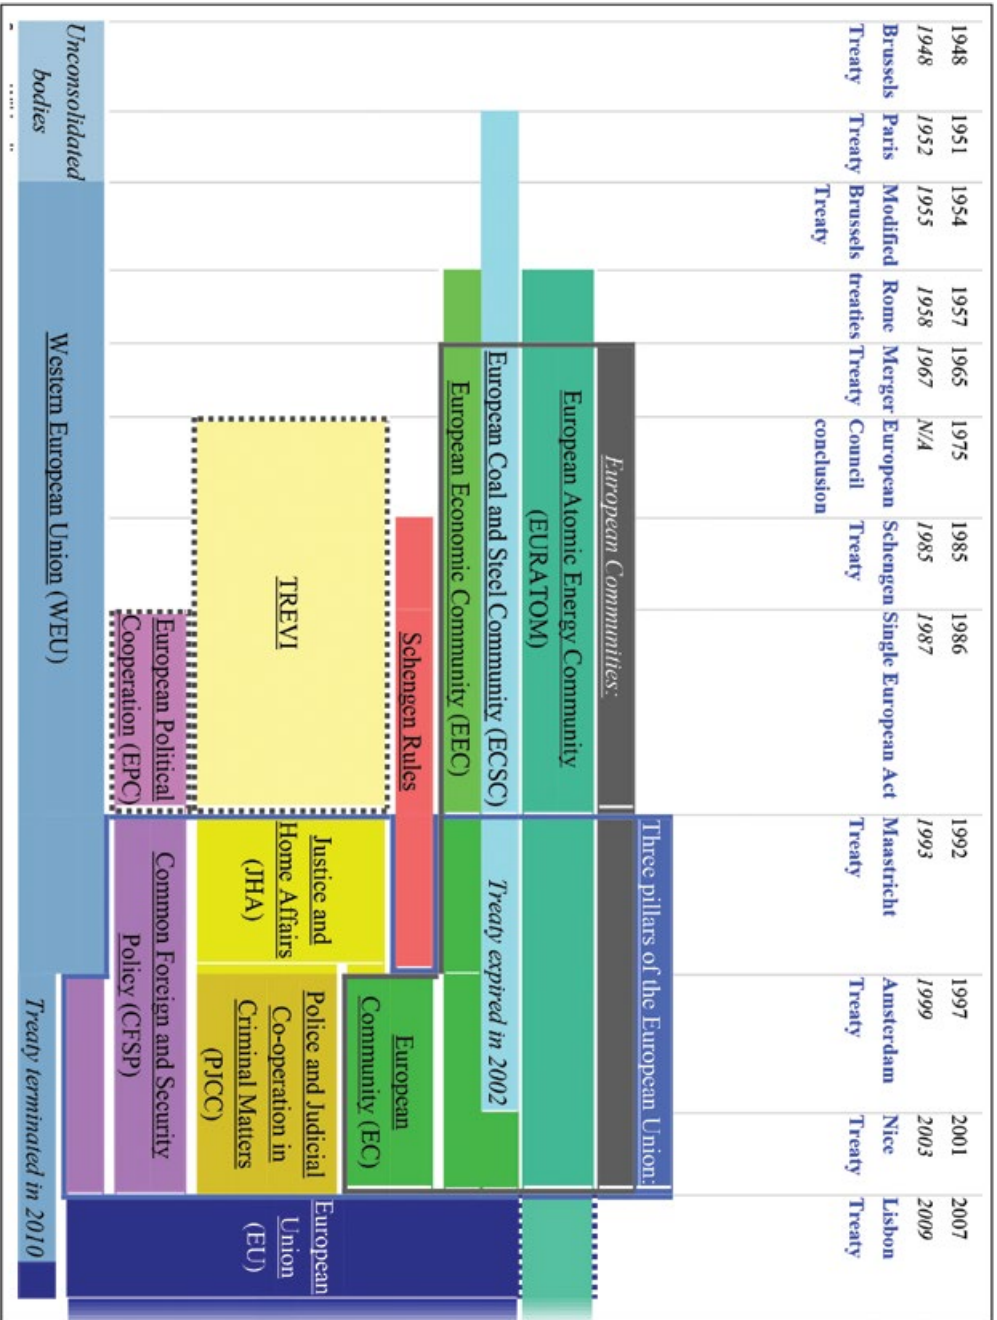 1948
1948
Brussels
Treaty
1951
1952
Paris
Treaty
1954
1955
Modified
Brussels
Treaty
1957
1958
Rome
treaties
1965
1967
Merger
Treaty
1975
N/A
European
Council
conclusion
1985
1985
Schengen
Treaty
1986
1987
Single European Act
1992
1993
Maastricht
Treaty
1997
1999
Amsterdam
Treaty
2001
2003
Nice
Treaty
2007
2009
Lisbon
Treaty
Three pillars of the European Union:
European Communities:
European Atomic Energy Community
(EURATOM)
European Coal and Steel Community (ECSC)
Treaty expired in 2002
European Economic Community (EEC)
Schengen Rules
European
Community (EC)
TREVI
Justice and
Home Affairs
(JHA)
Police and Judicial
Co-operation in
Criminal Matters
(PJCC)
European
Union
(EU)
European Political
Cooperation (EPC)
Common Foreign and Security
Policy (CFSP)
Unconsolidated
bodies
Western European Union (WEU)
Treaty terminated in 2010